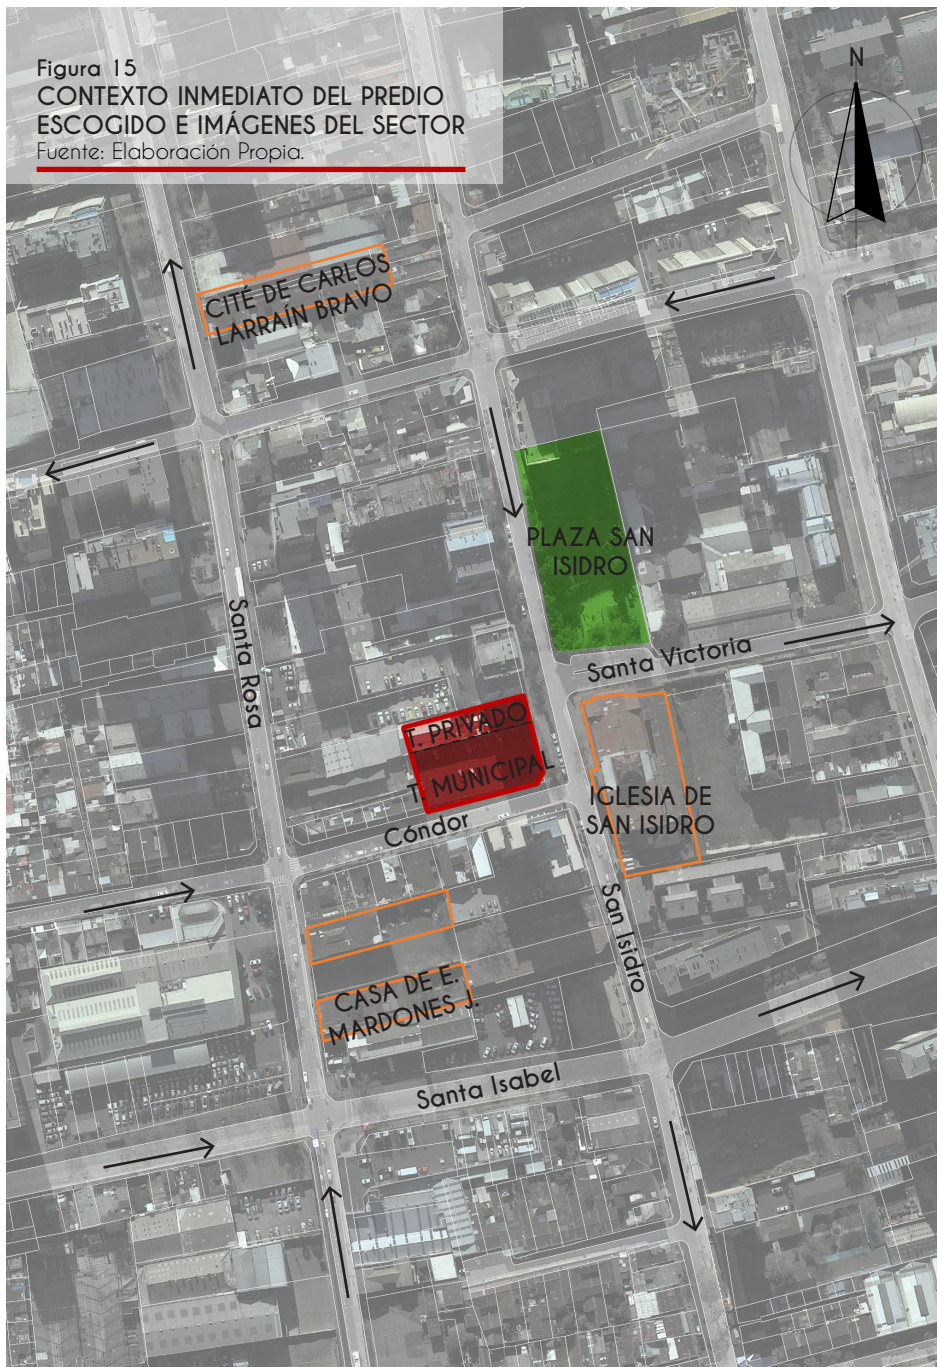 Figura 15
CONTEXTO INMEDIATO DEL PREDIO
ESCOGIDO E IMÁGENES DEL SECTOR
Fuente: Elaboración Propia.
N
CITÉ DE CARLOS
LARRAÍN BRAVO
PLAZA SAN
ISIDRO
Santa Rosa
Santa Victoria
T. PRIVADO
T. MUNICIPAL
IGLESIA DE
SAN ISIDRO
Cóndor
San Isidro
CASA DE E.
MARDONES J.
Santa Isabel